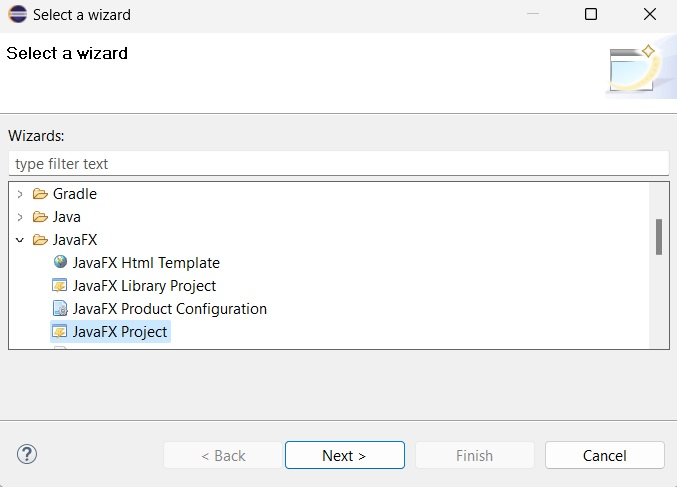 Select a wizard
Select a wizard
Wizards:
type filter text
Gradle
Java
JavaFX
JavaFX Html Template
JavaFX Library Project
JavaFX Product Configuration
JavaFX Project
? < Back Next > Finish Cancel